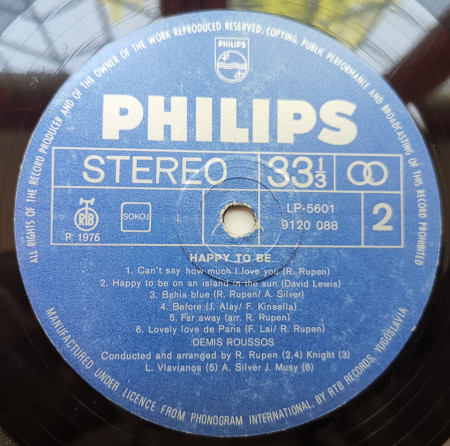 ALL RIGHTS OF THE RECORD PRODUCER AND OF THE OWNER OF THE WORK REPRODUCED RESERVED. COPYING, PUBLIC PERFORMANCE AND BROADCASTING OF THIS RECORD PROHIBITED
PHILIPS
PHILIPS
STEREO 33⅓
RTB SOKOJ LP-5601 2
P 1976 9120 088
HAPPY TO BE...
1. Can't say how much I love you (R. Rupen)
2. Happy to be on an island in the sun (David Lewis)
3. Bahia blue (R. Rupen/ A. Silver)
4. Before (J. Alay/ F. Kinsella)
5. Far away (arr. R. Rupen)
6. Lovely love de Paris (F. Lai/ R. Rupen)
DEMIS ROUSSOS
Conducted and arranged by R. Rupen (2,4) Knight (3)
L. Vlavianos (5) A. Silver J. Musy (6)
MANUFACTURED UNDER LICENCE FROM PHONOGRAM INTERNATIONAL, BY RTB RECORDS, YUGOSLAVIA